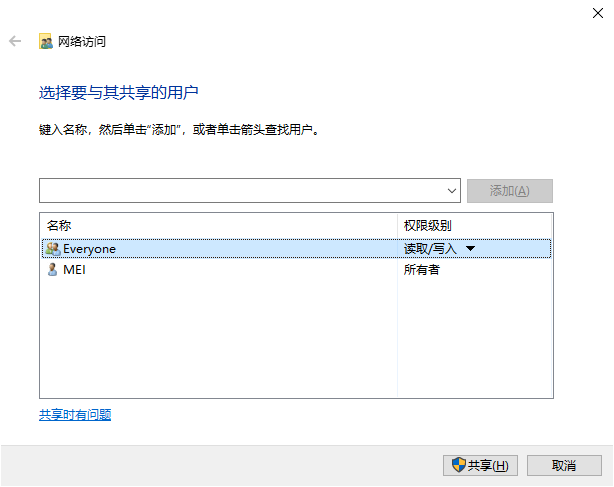 网络访问
选择要与其共享的用户
键入名称，然后单击“添加”，或者单击箭头查找用户。
添加(A)
名称 权限级别
Everyone 读取/写入
MEI 所有者
共享时有问题
共享(H) 取消